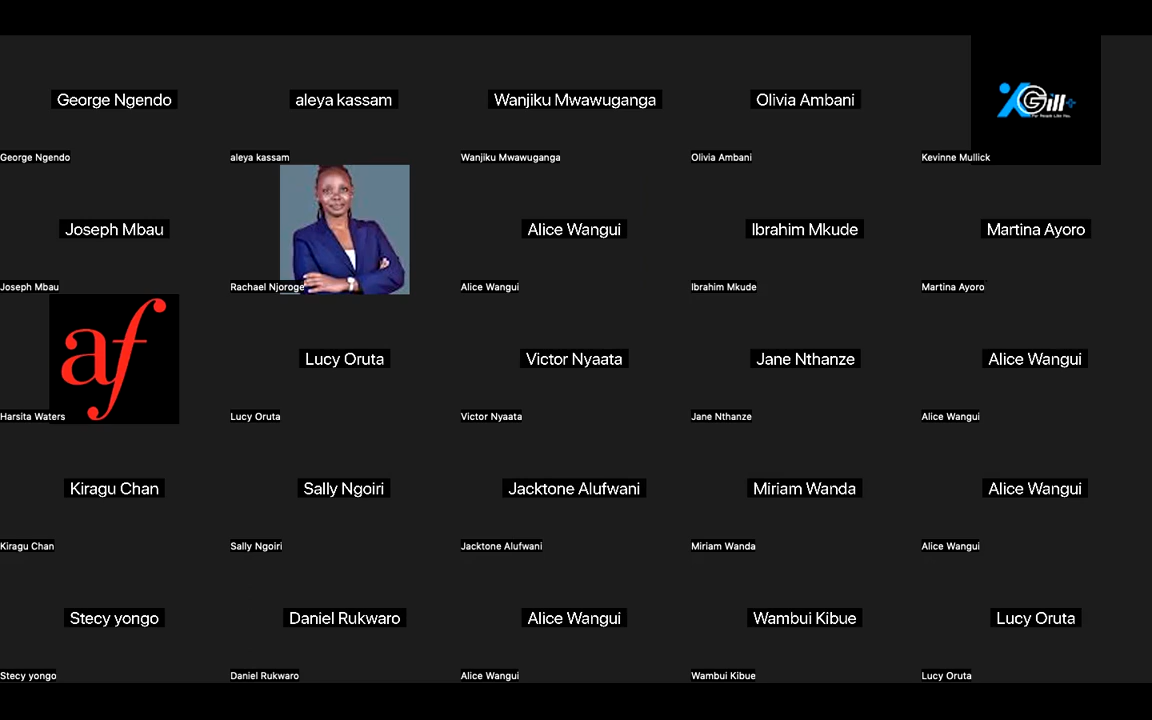 George Ngendo
aleya kassam
Wanjiku Mwawuganga
Olivia Ambani
Gill+
For People Like You.
George Ngendo
aleya kassam
Wanjiku Mwawuganga
Olivia Ambani
Kevinne Mullick
Joseph Mbau
Alice Wangui
Ibrahim Mkude
Martina Ayoro
Joseph Mbau
Rachael Njoroge
Alice Wangui
Ibrahim Mkude
Martina Ayoro
af
Lucy Oruta
Victor Nyaata
Jane Nthanze
Alice Wangui
Harsita Waters
Lucy Oruta
Victor Nyaata
Jane Nthanze
Alice Wangui
Kiragu Chan
Sally Ngoiri
Jacktone Alufwani
Miriam Wanda
Alice Wangui
Kiragu Chan
Sally Ngoiri
Jacktone Alufwani
Miriam Wanda
Alice Wangui
Stecy yongo
Daniel Rukwaro
Alice Wangui
Wambui Kibue
Lucy Oruta
Stecy yongo
Daniel Rukwaro
Alice Wangui
Wambui Kibue
Lucy Oruta